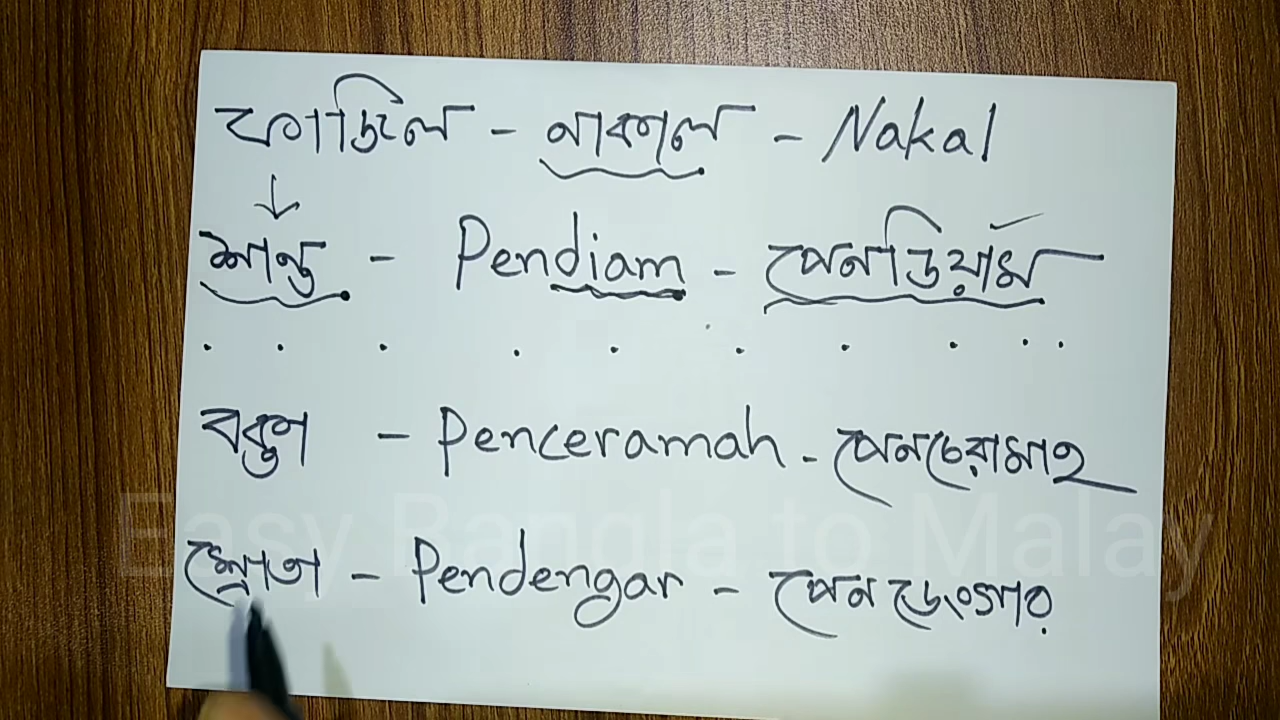 ফাজিল - নাকাল - Nakal
শান্ত - Pendiam - পেনডিয়াম
বক্তা - Penceramah - পেনচেরামাহ
শ্রোতা - Pendengar - পেনডেংগার
Easy Bangla to Malay